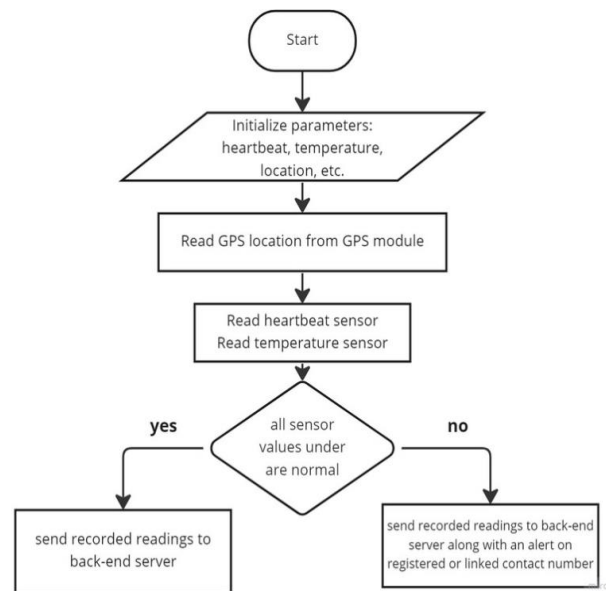 Start
Initialize parameters:
heartbeat, temperature,
location, etc.
Read GPS location from GPS module
Read heartbeat sensor
Read temperature sensor
all sensor
values under
are normal
yes
no
send recorded readings to
back-end server
send recorded readings to back-end
server along with an alert on
registered or linked contact number